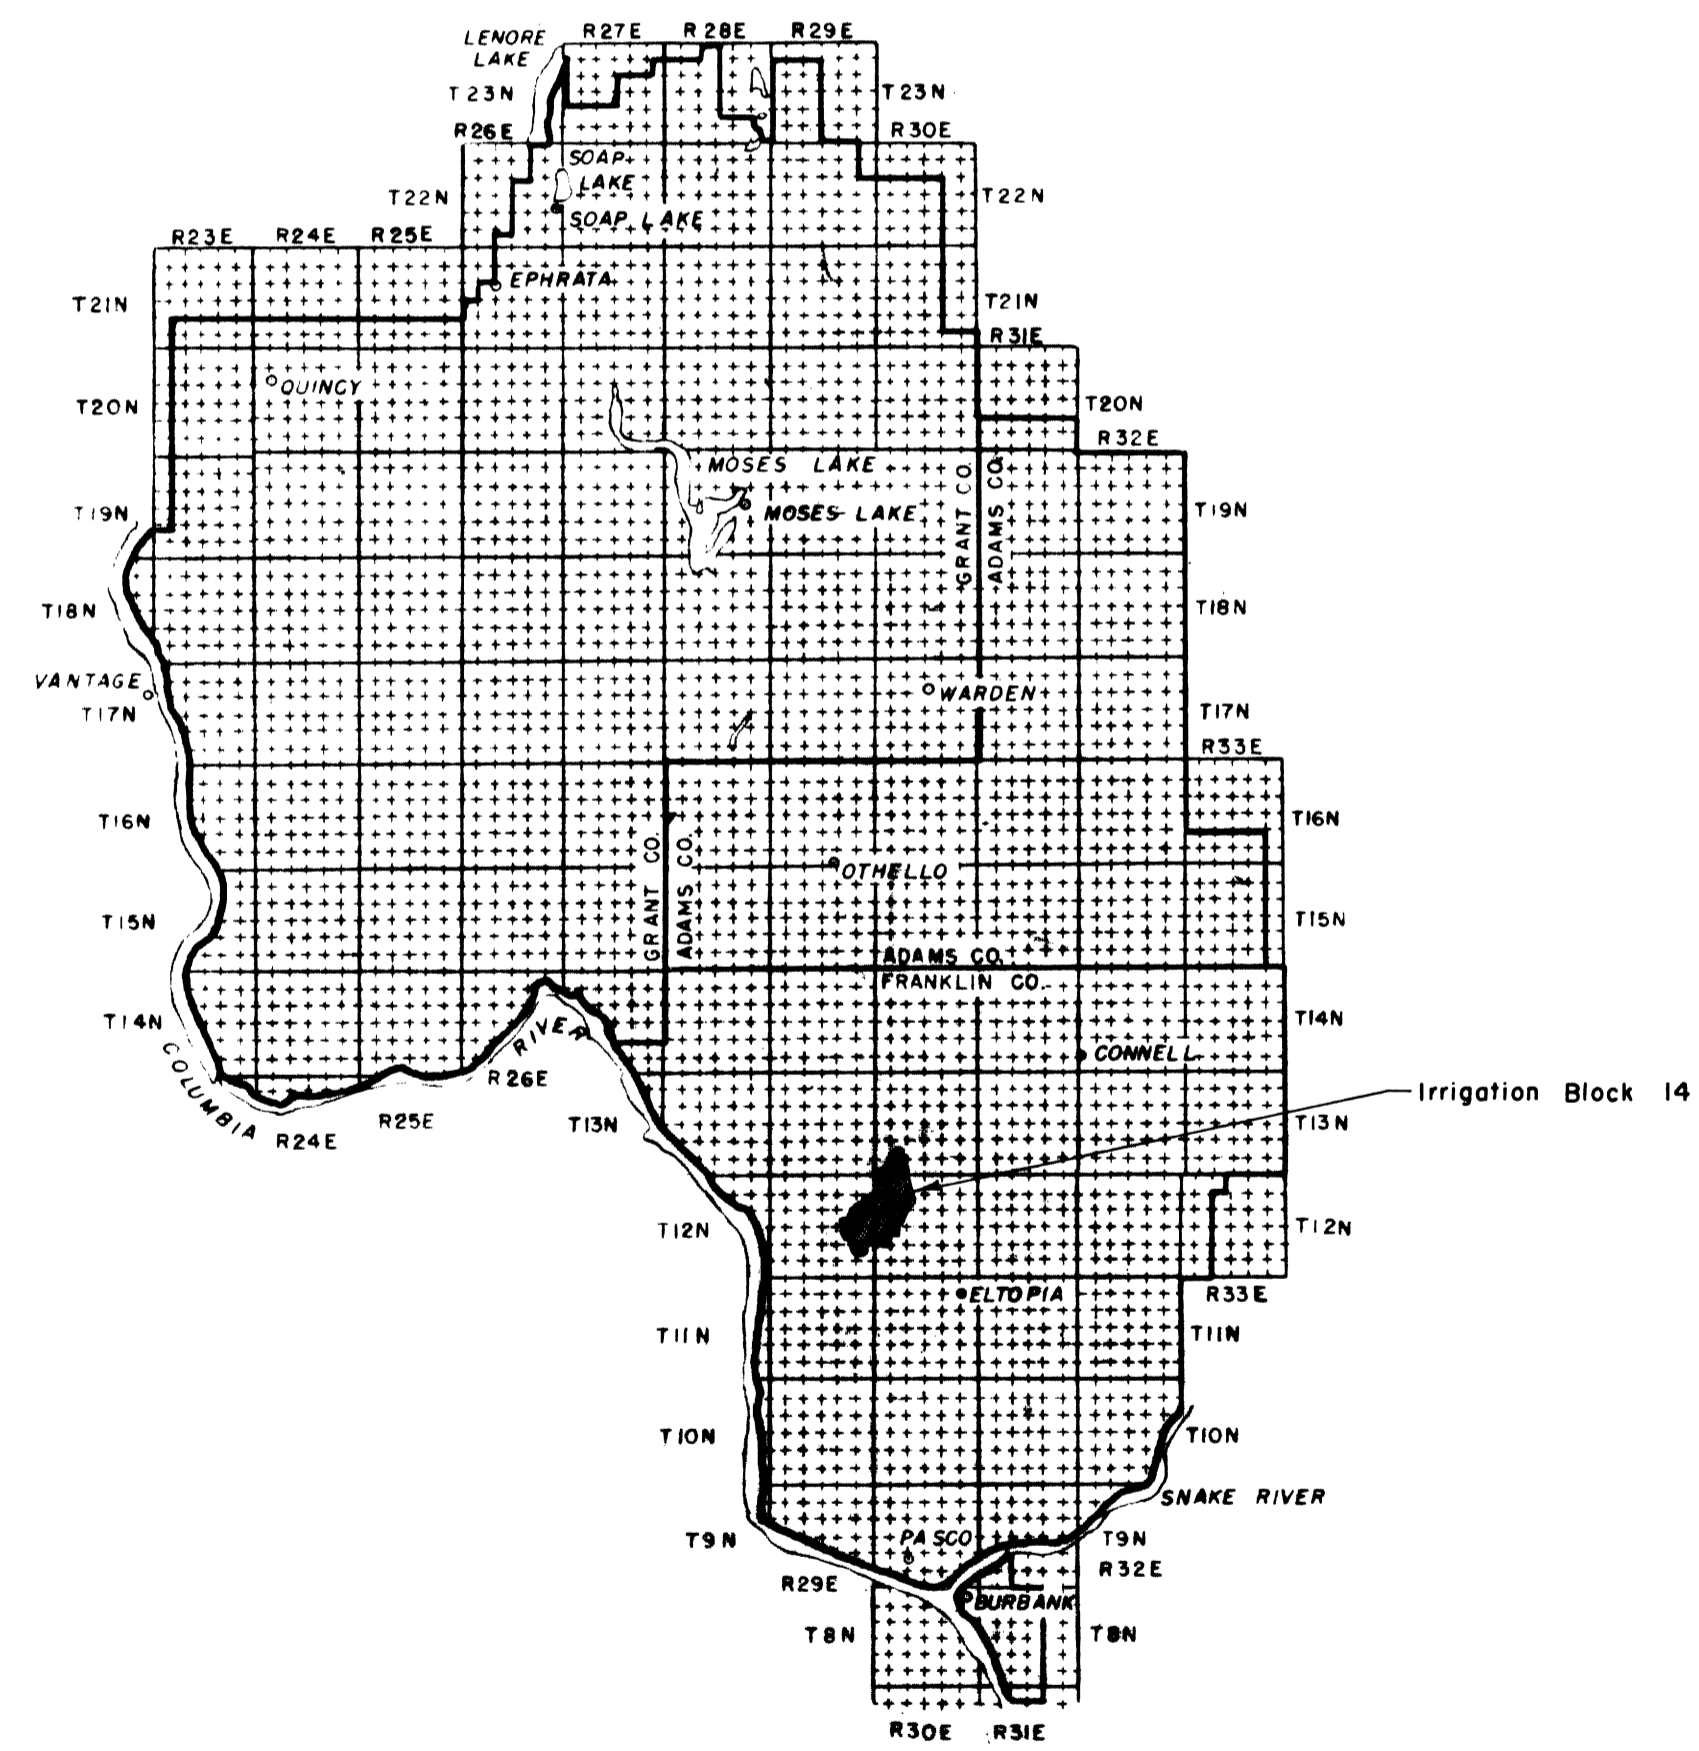 LENORE
LAKE
R27E R28E R29E
T23N T23N
R26E R30E
SOAP
LAKE
T22N T22N
SOAP LAKE
R23E R24E R25E
EPHRATA
T21N T21N
R31E
QUINCY
T20N T20N
R32E
MOSES LAKE
MOSES LAKE
GRANT CO.
ADAMS CO.
T19N T19N
T18N T18N
VANTAGE
WARDEN
T17N T17N
R33E
T16N T16N
GRANT CO.
ADAMS CO.
OTHELLO
T15N T15N
ADAMS CO.
FRANKLIN CO.
T14N T14N
COLUMBIA RIVER
CONNELL
R26E
Irrigation Block 14
R25E
T13N T13N
R24E
T12N T12N
ELTOPIA
R33E
T11N T11N
T10N T10N
SNAKE RIVER
PASCO
T9N T9N
R32E
R29E
BURBANK
T8N T8N
R30E R31E